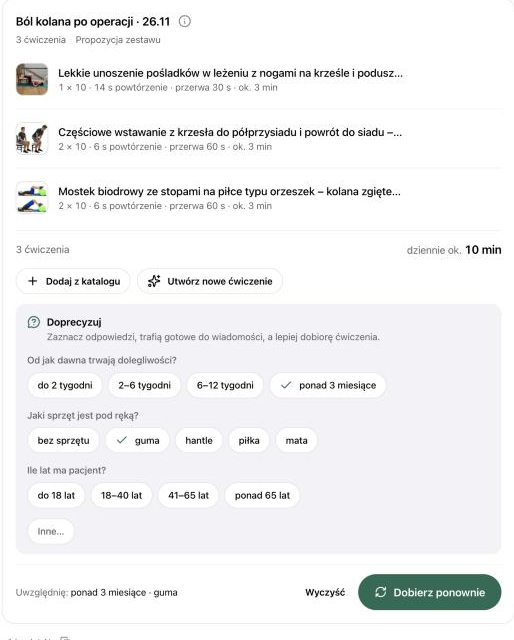 Ból kolana po operacji · 26.11
3 ćwiczenia Propozycja zestawu
Lekkie unoszenie pośladków w leżeniu z nogami na krześle i podusz...
1 × 10 · 14 s powtórzenie · przerwa 30 s · ok. 3 min
Częściowe wstawanie z krzesła do półprzysiadu i powrót do siadu –...
2 × 10 · 6 s powtórzenie · przerwa 60 s · ok. 3 min
Mostek biodrowy ze stopami na piłce typu orzeszek – kolana zgięte...
2 × 10 · 6 s powtórzenie · przerwa 60 s · ok. 3 min
3 ćwiczenia dziennie ok. 10 min
Dodaj z katalogu Utwórz nowe ćwiczenie
Doprecyzuj
Zaznacz odpowiedzi, trafią gotowe do wiadomości, a lepiej dobiorę ćwiczenia.
Od jak dawna trwają dolegliwości?
do 2 tygodni 2–6 tygodni 6–12 tygodni ponad 3 miesiące
Jaki sprzęt jest pod ręką?
bez sprzętu guma hantle piłka mata
Ile lat ma pacjent?
do 18 lat 18–40 lat 41–65 lat ponad 65 lat
Inne...
Uwzględnię: ponad 3 miesiące · guma Wyczyść Dobierz ponownie